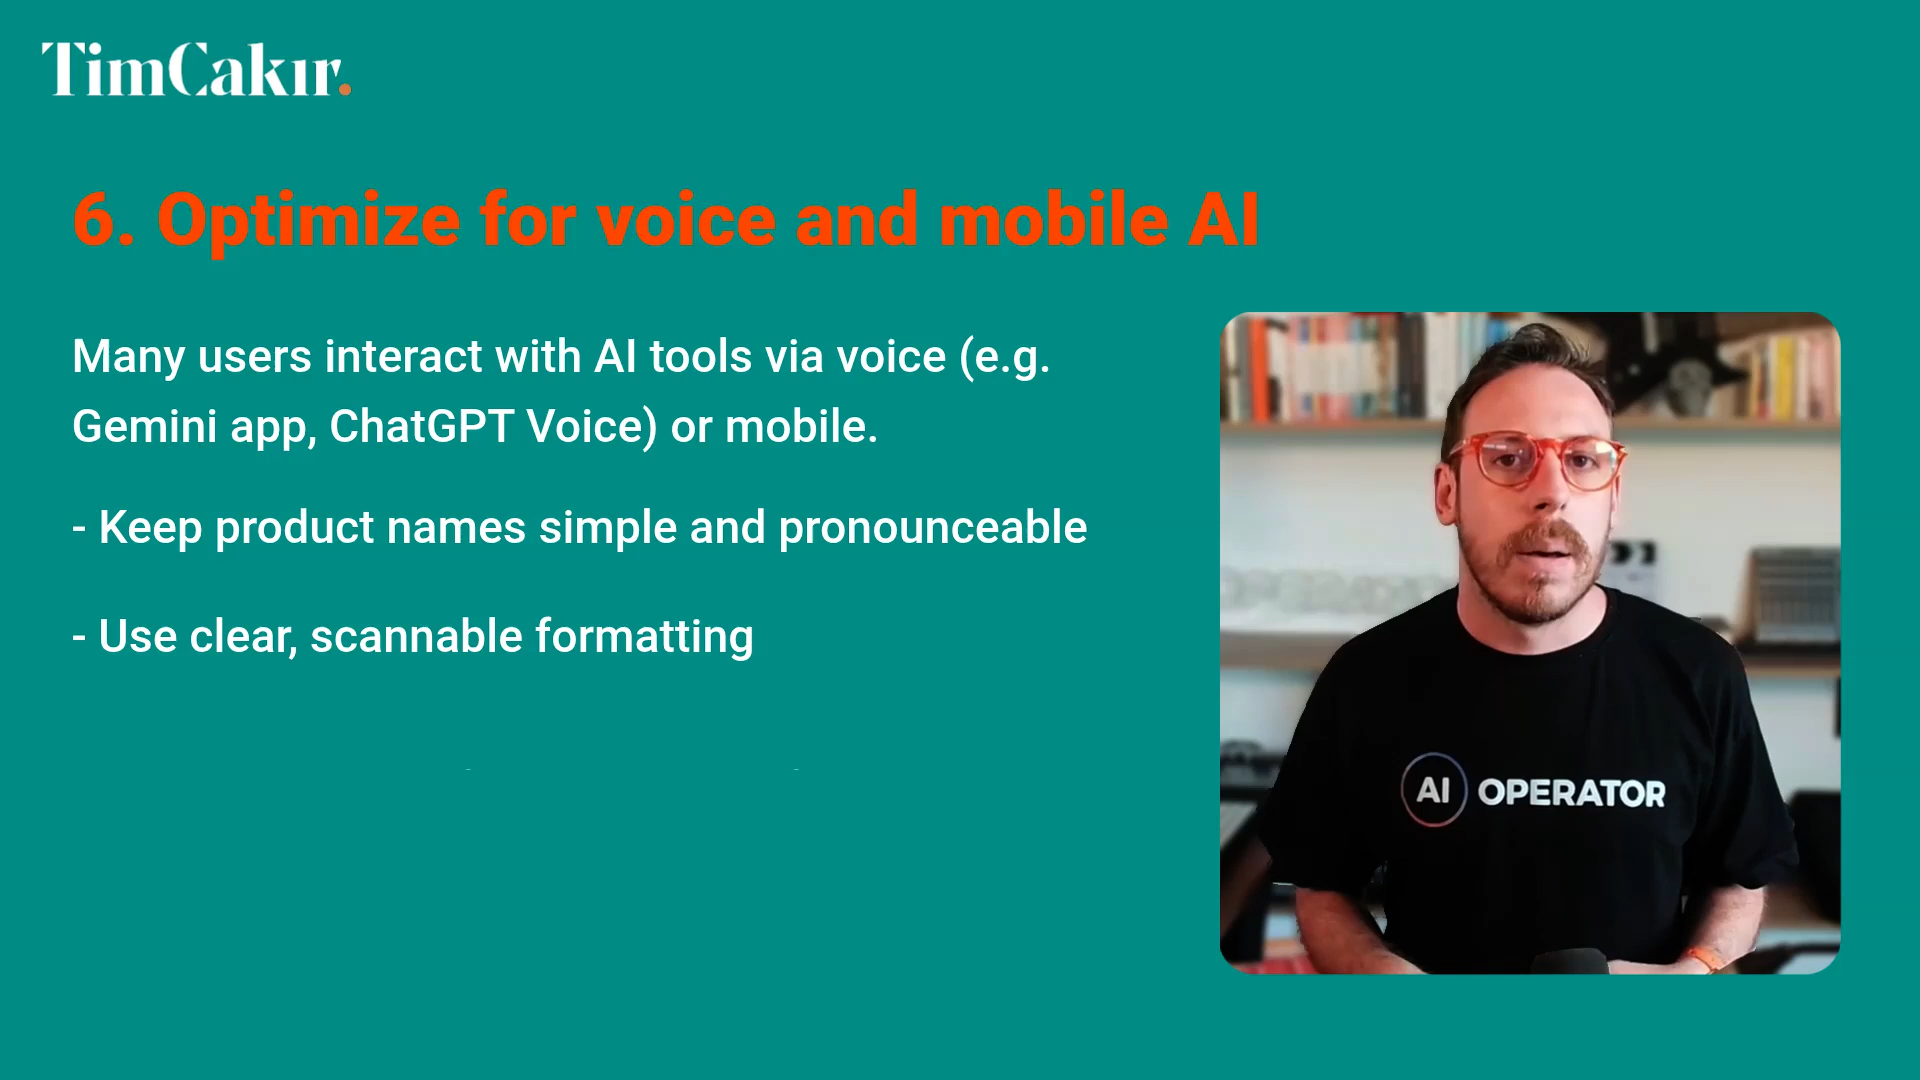 TimCakır.
6. Optimize for voice and mobile AI
Many users interact with AI tools via voice (e.g.
Gemini app, ChatGPT Voice) or mobile.
- Keep product names simple and pronounceable
- Use clear, scannable formatting
AI OPERATOR